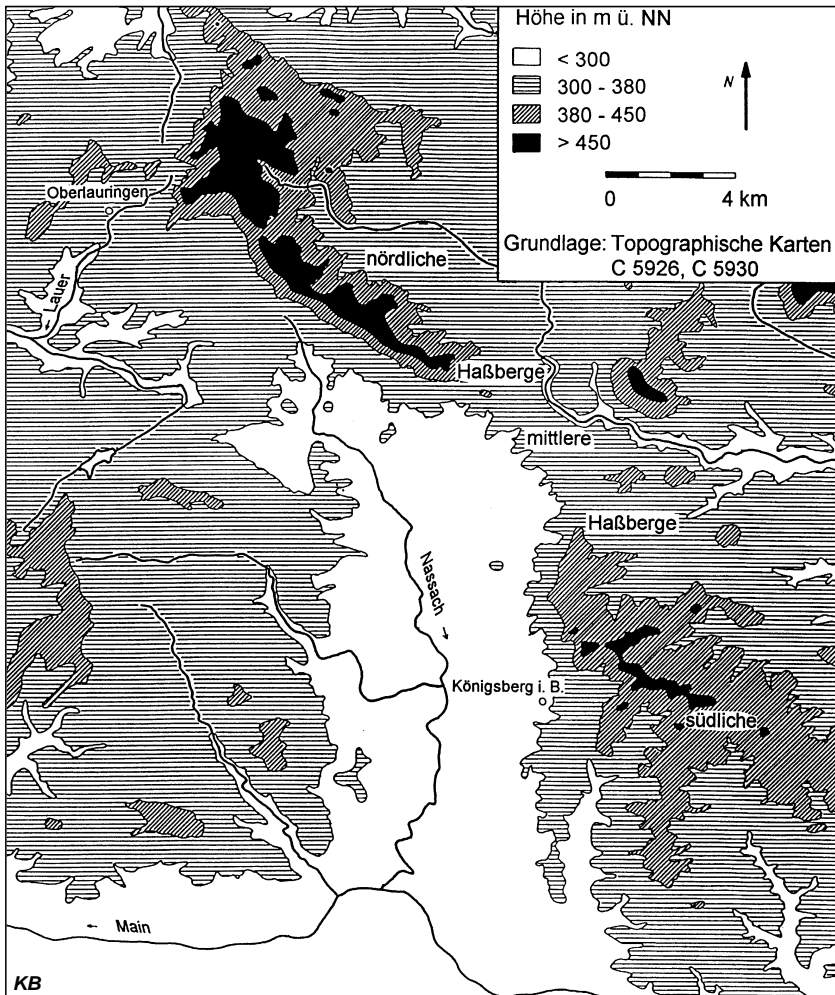 Höhe in m ü. NN
< 300
300 - 380
380 - 450
> 450
N
0 4 km
Grundlage: Topographische Karten
C 5926, C 5930
Oberlauringen
nördliche
Lauer
Haßberge
mittlere
Haßberge
Nassach
Königsberg i. B.
südliche
Main
KB